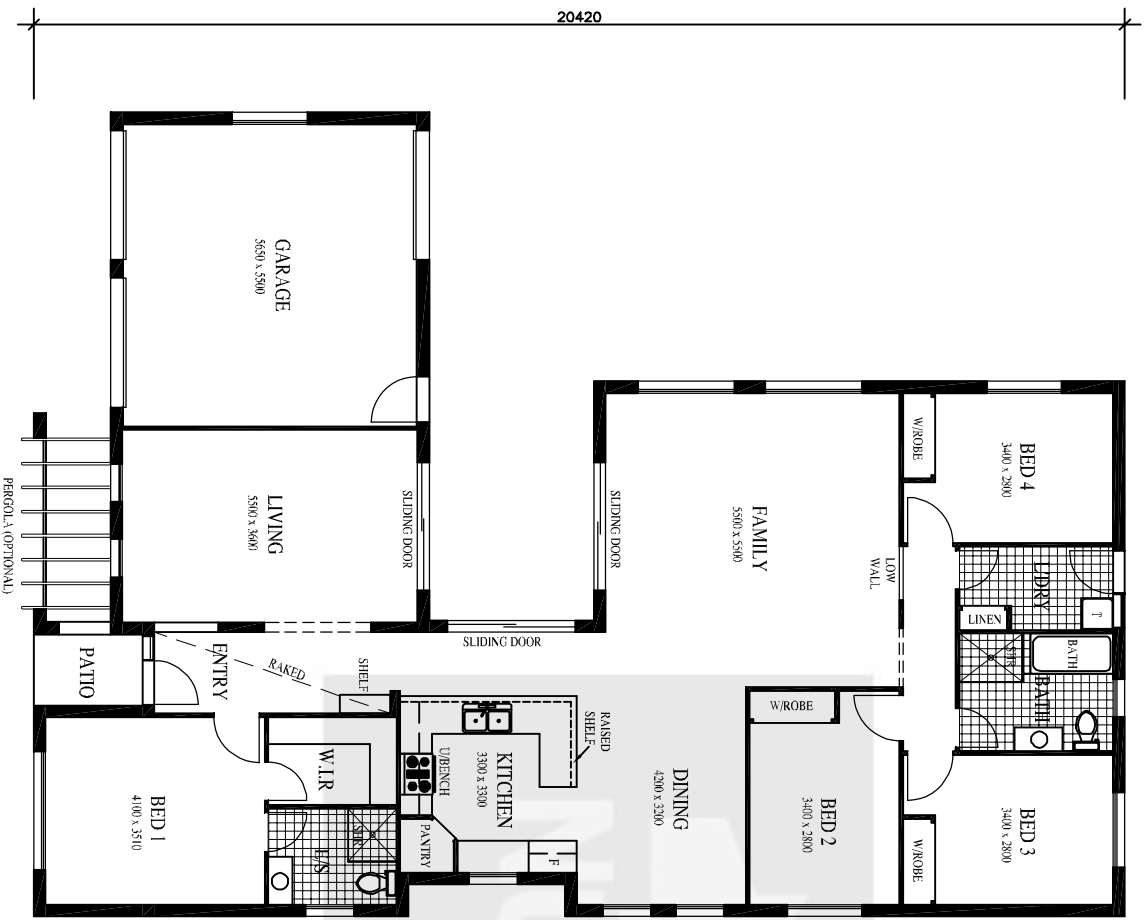 20420
GARAGE
5650 x 5500
LIVING
5500 x 3600
SLIDING DOOR
SLIDING DOOR
SLIDING DOOR
FAMILY
5500 x 5500
LOW
WALL
W/ROBE
BED 4
3400 x 2800
L'DRY
T
LINEN
SHR
BATH
BATH
PERGOLA (OPTIONAL)
PATIO
ENTRY
RAKED
SHELF
RAISED
SHELF
W.I.R
U/BENCH
KITCHEN
3300 x 3300
PANTRY
F
DINING
4200 x 3200
W/ROBE
BED 2
3400 x 2800
W/ROBE
BED 3
3400 x 2800
BED 1
4100 x 3510
SHR
E/S